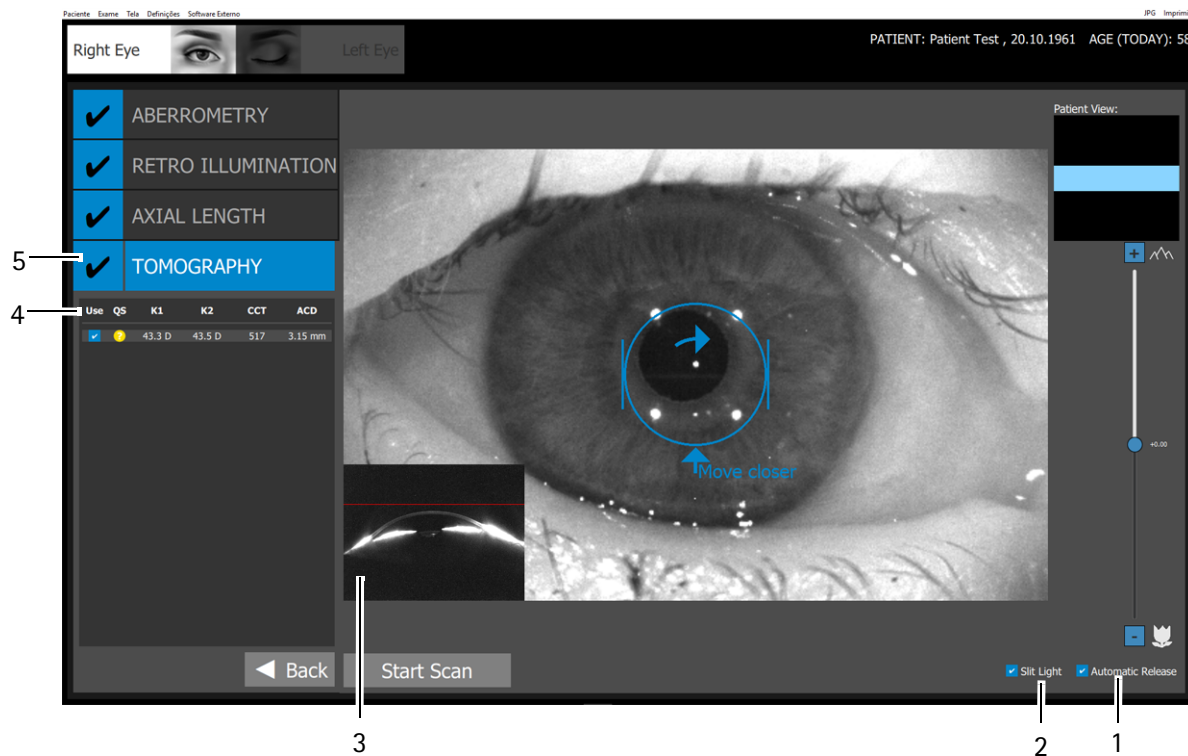 Paciente Exame Tela Definições Software Externo JPG Imprimi
Right Eye Left Eye PATIENT: Patient Test , 20.10.1961 AGE (TODAY): 58
ABERROMETRY
RETRO ILLUMINATION
AXIAL LENGTH
TOMOGRAPHY
Patient View:
5
4
Use QS K1 K2 CCT ACD
? 43.3 D 43.5 D 517 3.15 mm
+
+0.00
-
Move closer
Back
Start Scan
Slit Light Automatic Release
3
2
1